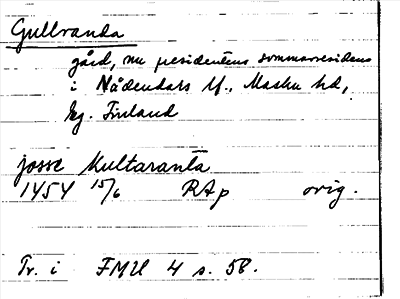 Gullranda
gård, nu presidentens sommarresidens
i Nådendals lf., Masku hd,
lg. Finland
josse Kultaranta
1454 15/6 RAp orig.
Tr. i FMU 4 s. 58.